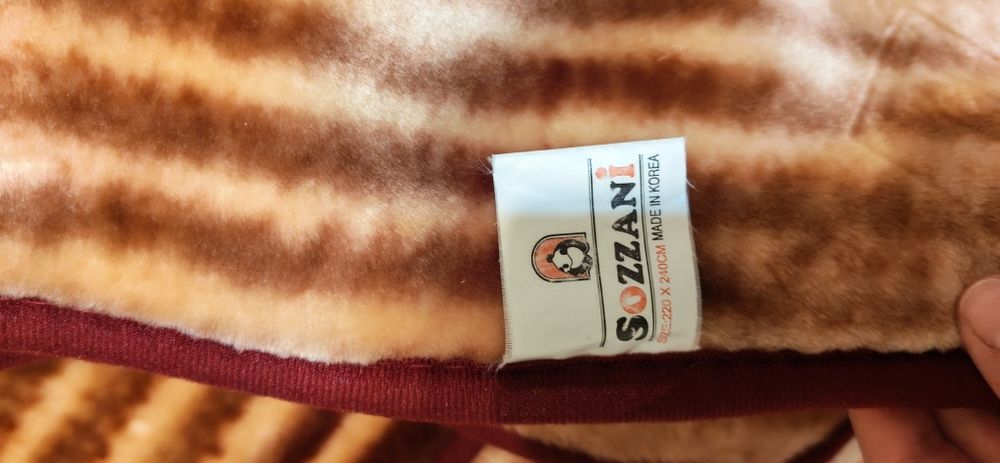 SOZZANi
SIZE:220 X 240CM MADE IN KOREA